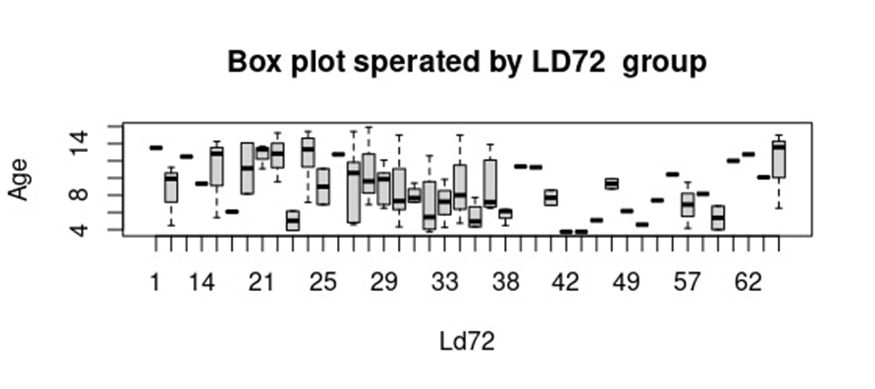 Box plot sperated by LD72 group
14
8
4
Age
1 14 21 25 29 33 38 42 49 57 62
Ld72